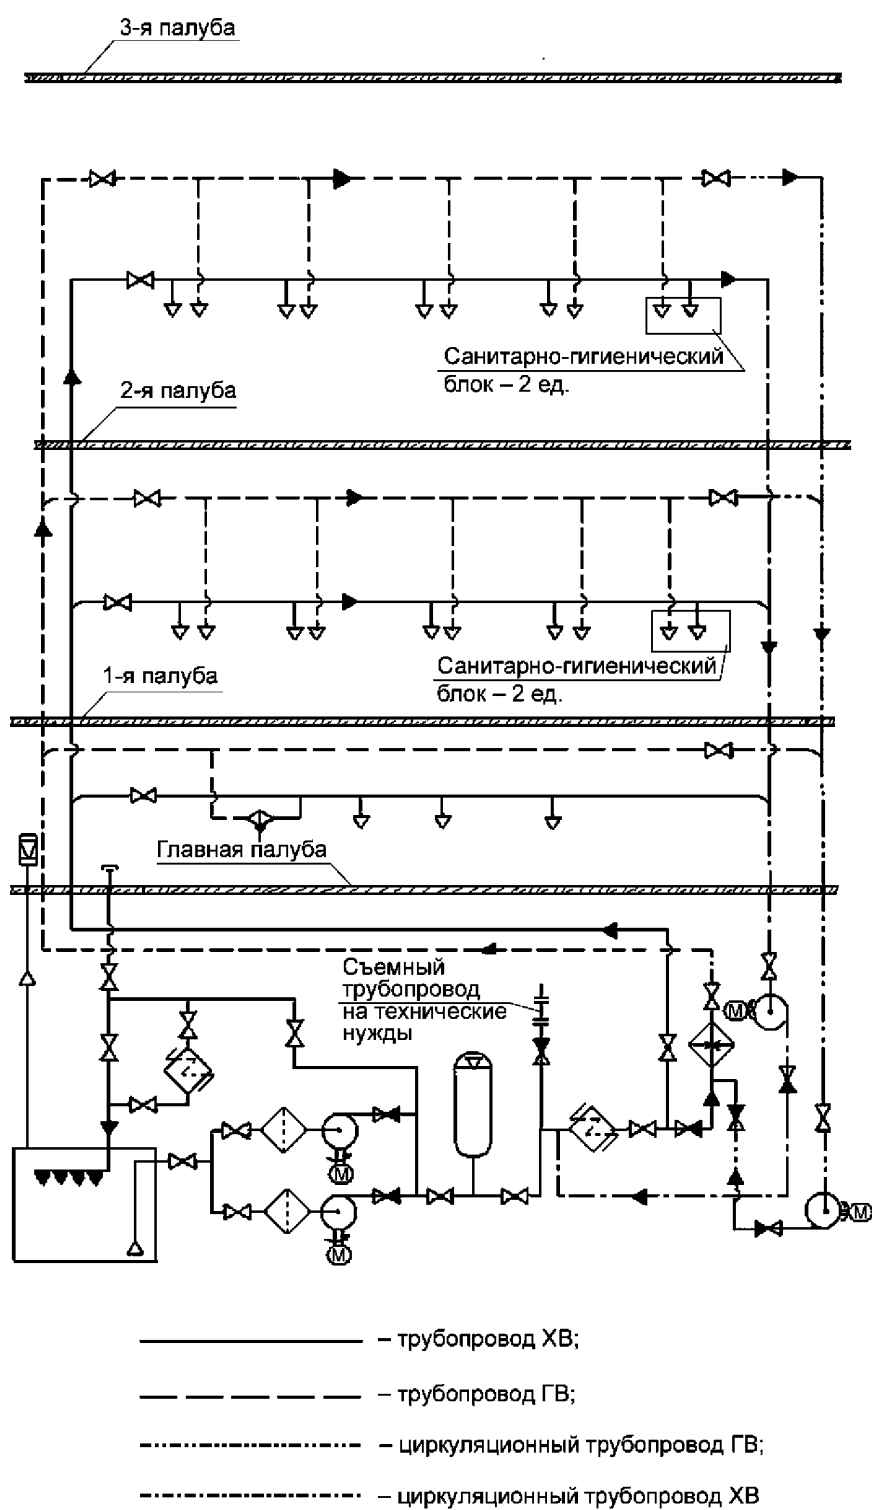 3-я палуба
Санитарно-гигиенический
блок – 2 ед.
2-я палуба
Санитарно-гигиенический
блок – 2 ед.
1-я палуба
Главная палуба
Съемный
трубопровод
на технические
нужды
М
М
М
М
– трубопровод ХВ;
– трубопровод ГВ;
– циркуляционный трубопровод ГВ;
– циркуляционный трубопровод ХВ